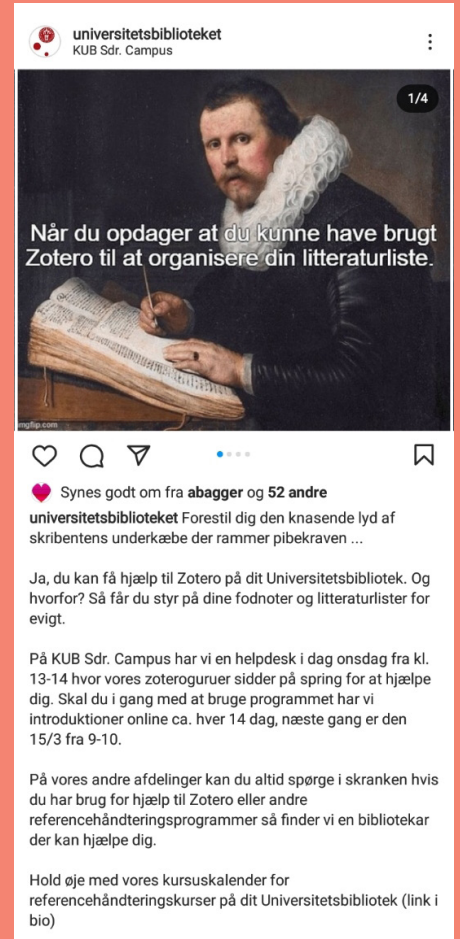 universitetsbiblioteket
KUB Sdr. Campus
1/4
Når du opdager at du kunne have brugt
Zotero til at organisere din litteraturliste.
imgflip.com
Synes godt om fra abagger og 52 andre
universitetsbiblioteket Forestil dig den knasende lyd af
skribentens underkæbe der rammer pibekraven ...
Ja, du kan få hjælp til Zotero på dit Universitetsbibliotek. Og
hvorfor? Så får du styr på dine fodnoter og litteraturlister for
evigt.
På KUB Sdr. Campus har vi en helpdesk i dag onsdag fra kl.
13-14 hvor vores zoteroguruer sidder på spring for at hjælpe
dig. Skal du i gang med at bruge programmet har vi
introduktioner online ca. hver 14 dag, næste gang er den
15/3 fra 9-10.
På vores andre afdelinger kan du altid spørge i skranken hvis
du har brug for hjælp til Zotero eller andre
referencehåndteringsprogrammer så finder vi en bibliotekar
der kan hjælpe dig.
Hold øje med vores kursuskalender for
referencehåndteringskurser på dit Universitetsbibliotek (link i
bio)